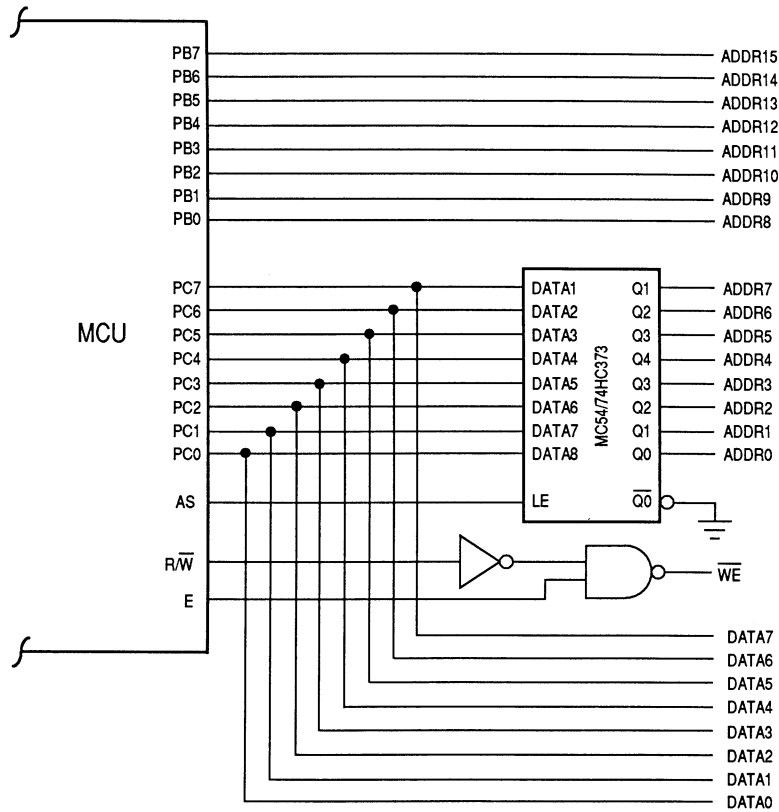 PB7 ADDR15
PB6 ADDR14
PB5 ADDR13
PB4 ADDR12
PB3 ADDR11
PB2 ADDR10
PB1 ADDR9
PB0 ADDR8
MCU
PC7 DATA1 Q1 ADDR7
PC6 DATA2 Q2 ADDR6
PC5 DATA3 Q3 ADDR5
PC4 DATA4 Q4 ADDR4
PC3 DATA5 Q3 ADDR3
PC2 DATA6 Q2 ADDR2
PC1 DATA7 Q1 ADDR1
PC0 DATA8 Q0 ADDR0
MC54/74HC373
AS LE Q̅0̅
R/W̅
W̅E̅
E
DATA7
DATA6
DATA5
DATA4
DATA3
DATA2
DATA1
DATA0